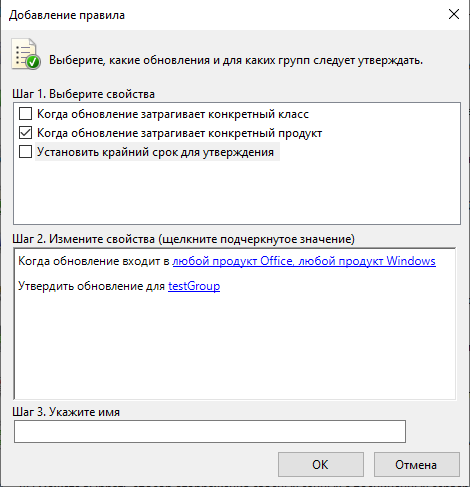 Добавление правила
Выберите, какие обновления и для каких групп следует утверждать.
Шаг 1. Выберите свойства
Когда обновление затрагивает конкретный класс
Когда обновление затрагивает конкретный продукт
Установить крайний срок для утверждения
Шаг 2. Измените свойства (щелкните подчеркнутое значение)
Когда обновление входит в любой продукт Office, любой продукт Windows
Утвердить обновление для testGroup
Шаг 3. Укажите имя
OK
Отмена